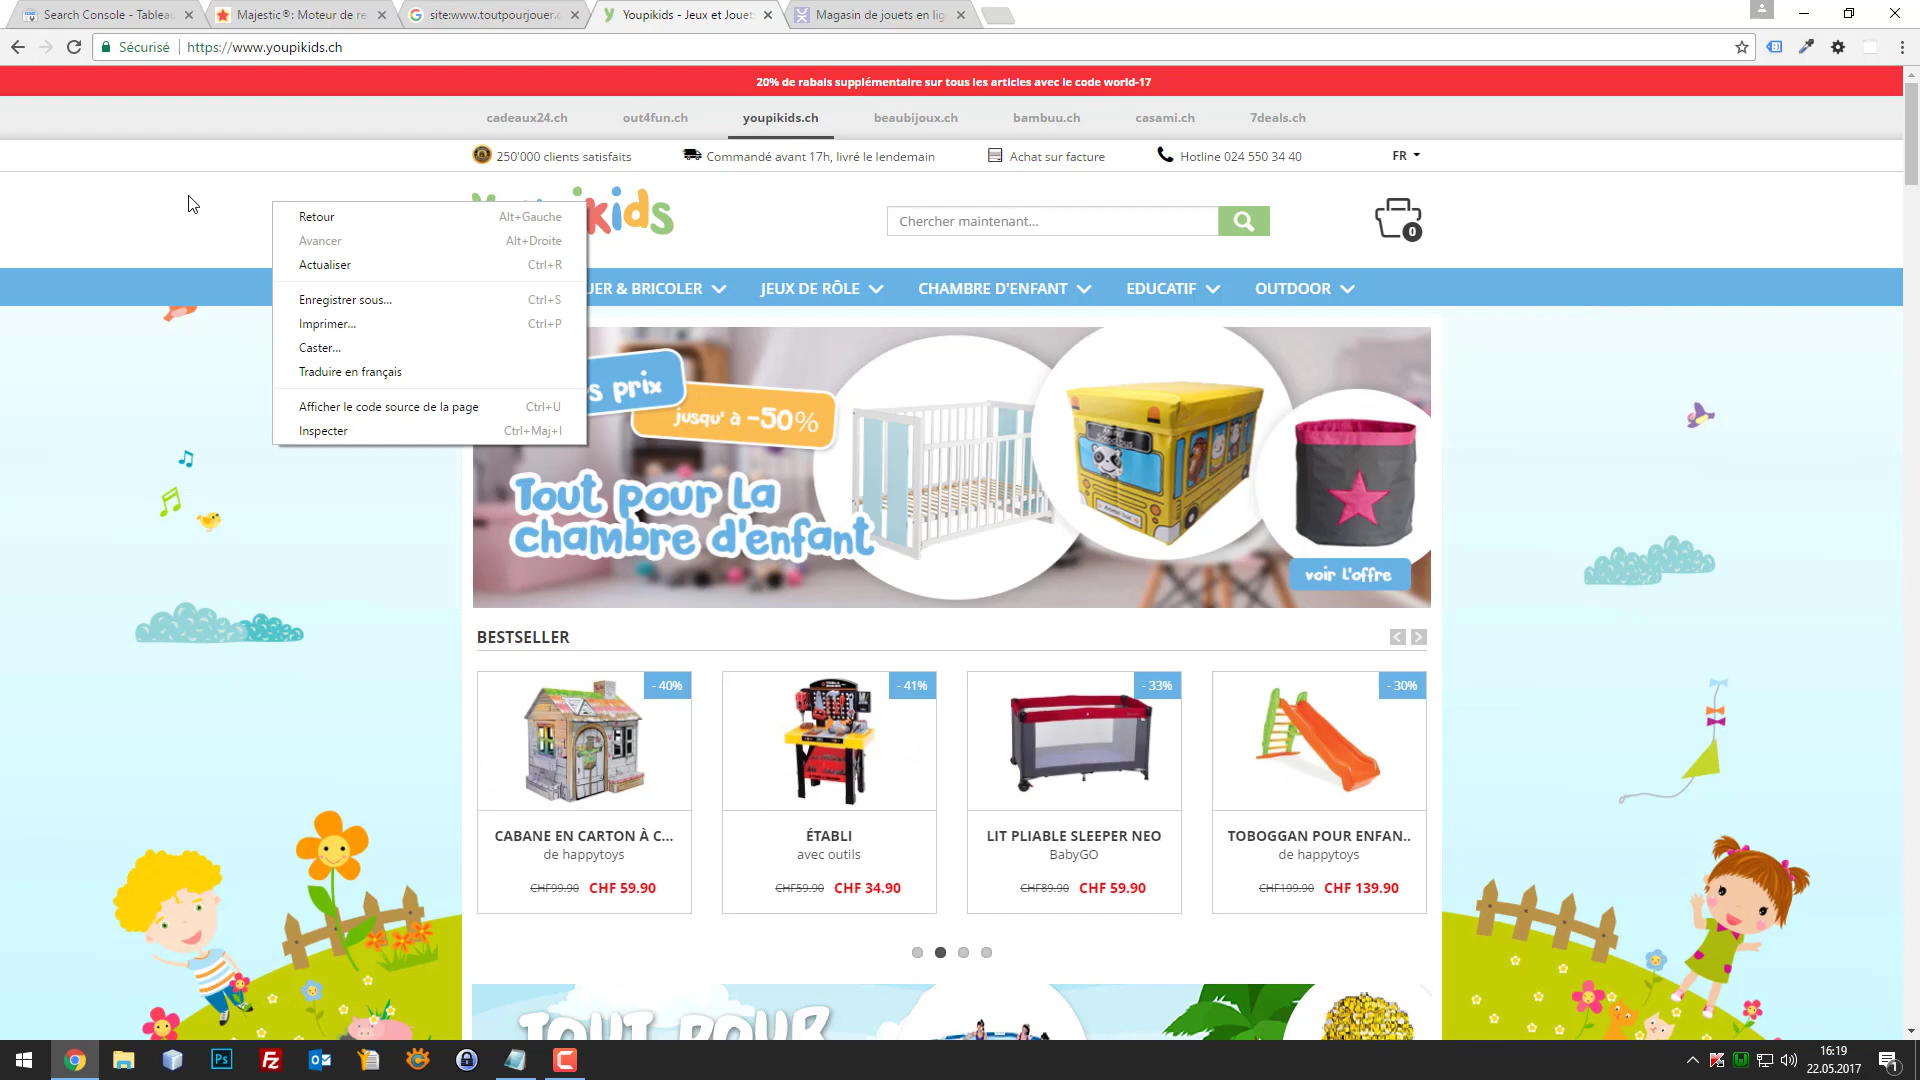 Search Console - Tableau
Majestic®: Moteur de re
site:www.toutpourjouer.c
Youpikids - Jeux et Jouet
Magasin de jouets en lig
Sécurisé
https://www.youpikids.ch
20% de rabais supplémentaire sur tous les articles avec le code world-17
cadeaux24.ch
out4fun.ch
youpikids.ch
beaubijoux.ch
bambuu.ch
casami.ch
7deals.ch
250'000 clients satisfaits
Commandé avant 17h, livré le lendemain
Achat sur facture
Hotline 024 550 34 40
FR
kids
Chercher maintenant...
0
Retour Alt+Gauche
Avancer Alt+Droite
Actualiser Ctrl+R
Enregistrer sous... Ctrl+S
Imprimer... Ctrl+P
Caster...
Traduire en français
Afficher le code source de la page Ctrl+U
Inspecter Ctrl+Maj+I
UER & BRICOLER
JEUX DE RÔLE
CHAMBRE D'ENFANT
EDUCATIF
OUTDOOR
s prix
jusqu' à -50%
Tout pour la
chambre d'enfant
voir l'offre
BESTSELLER
- 40%
- 41%
- 33%
- 30%
CABANE EN CARTON À C...
de happytoys
CHF99.90 CHF 59.90
ÉTABLI
avec outils
CHF59.90 CHF 34.90
LIT PLIABLE SLEEPER NEO
BabyGO
CHF89.90 CHF 59.90
TOBOGGAN POUR ENFAN..
de happytoys
CHF199.90 CHF 139.90
TOUT POUR
16:19
22.05.2017
1